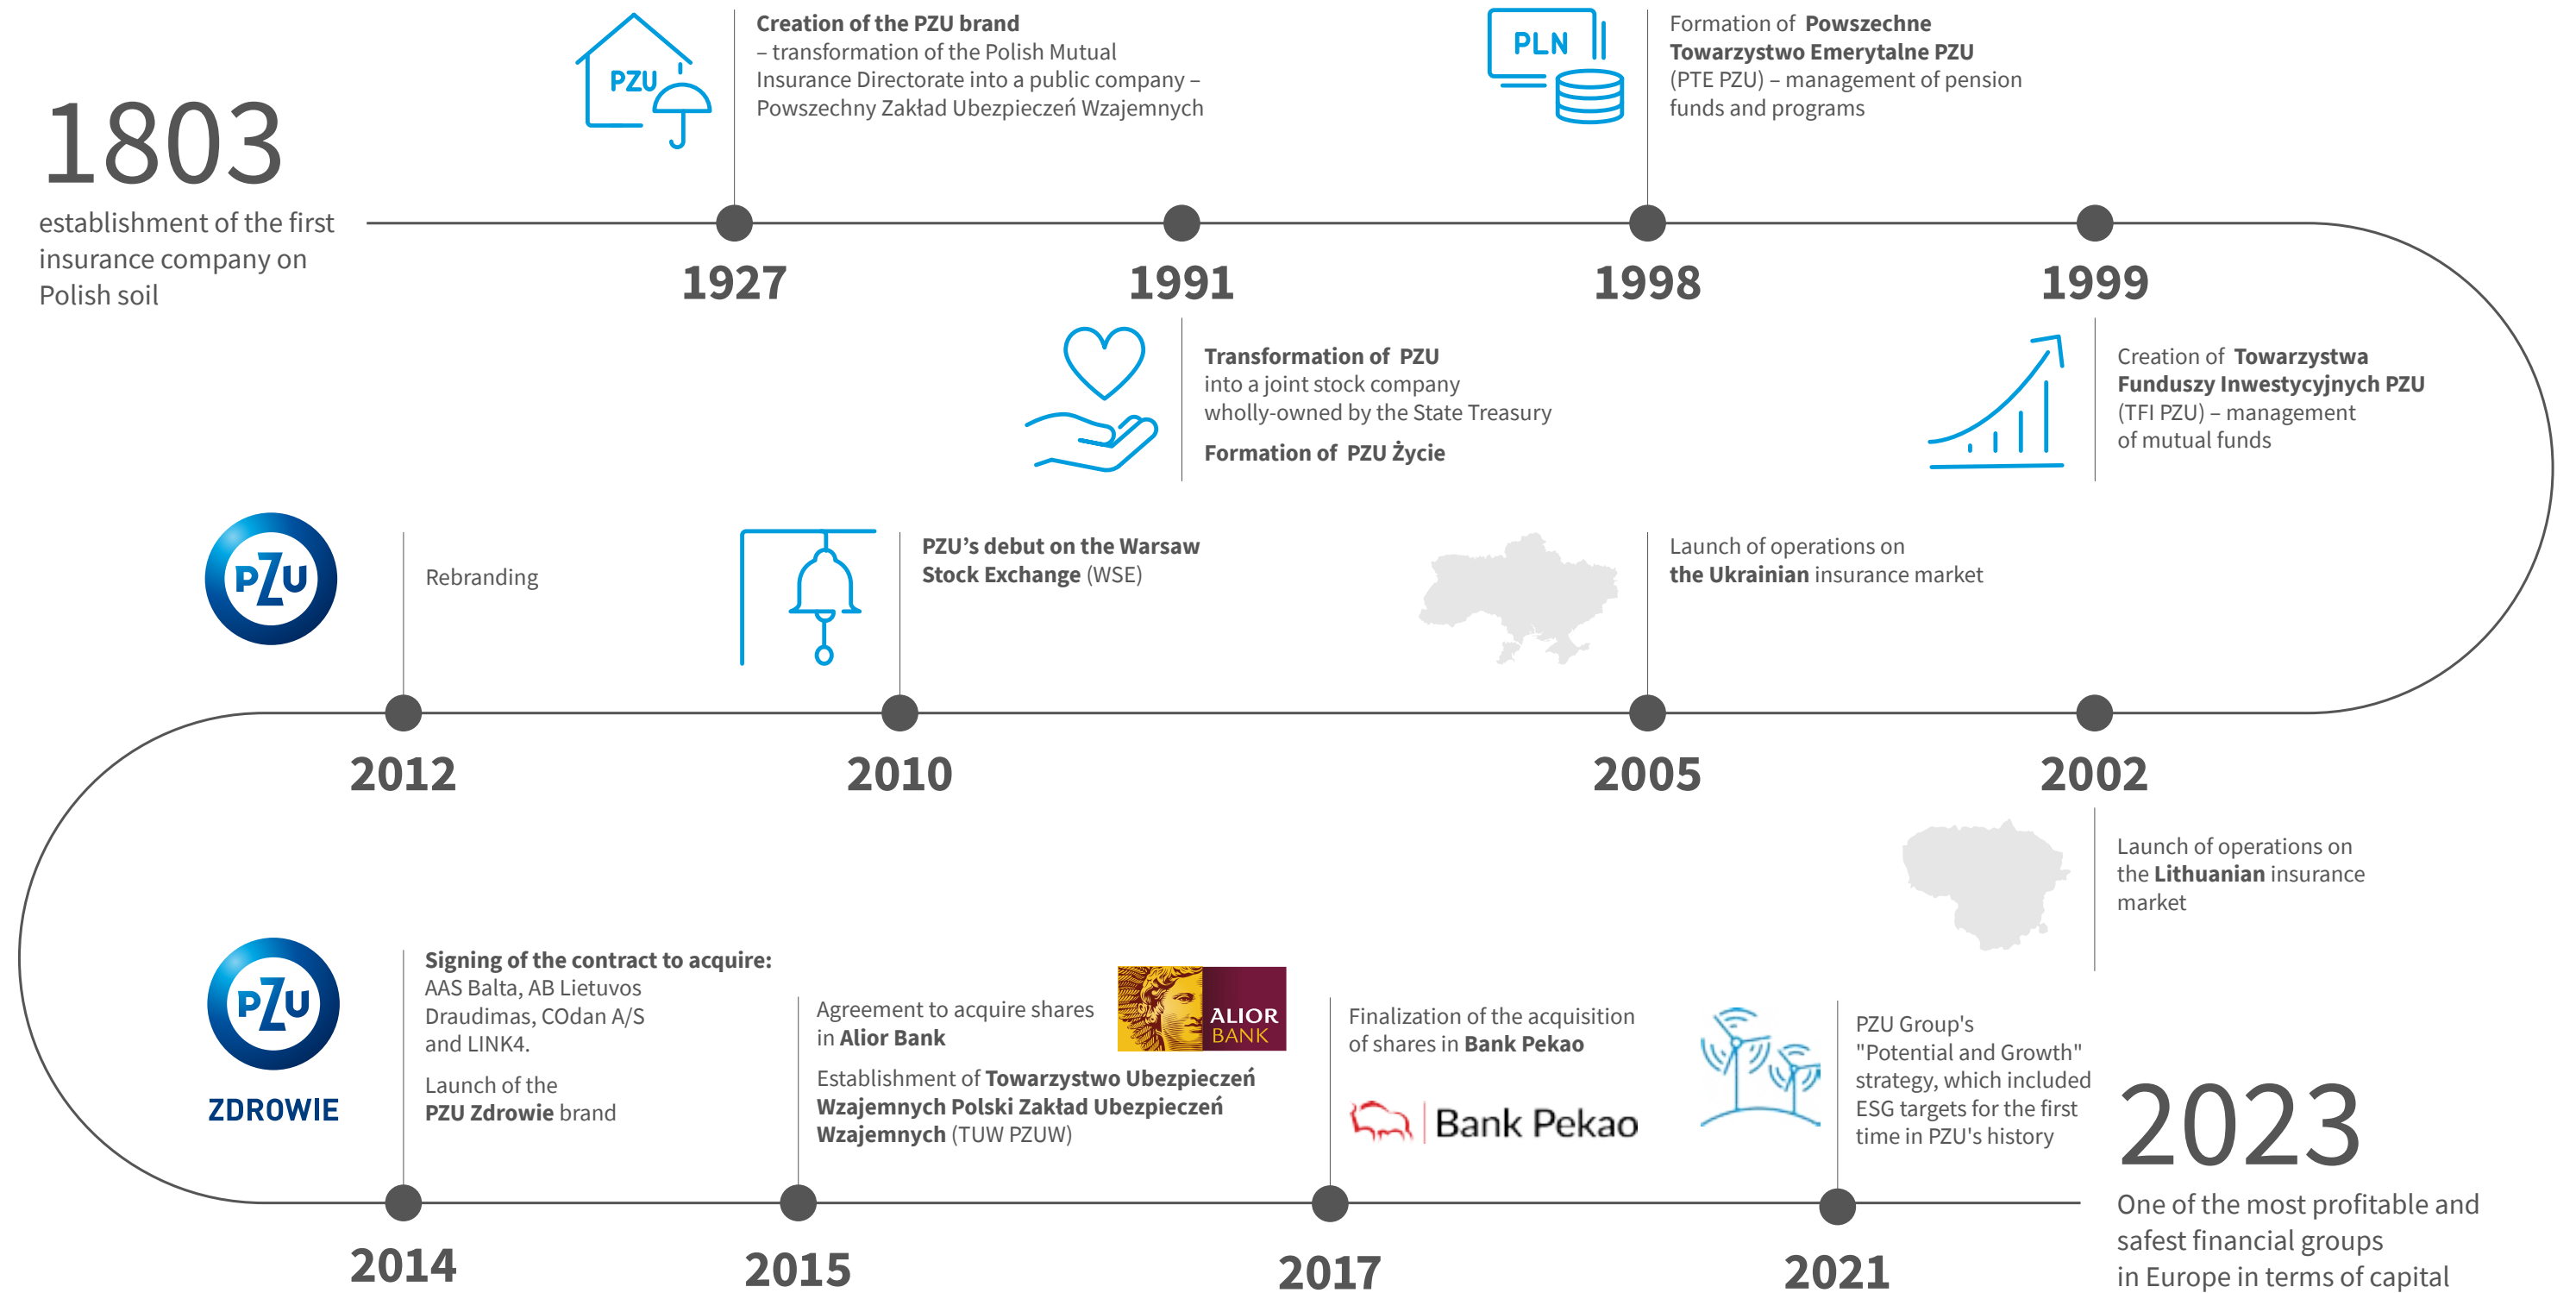 1803
establishment of the first
insurance company on
Polish soil
PZU
Creation of the PZU brand
– transformation of the Polish Mutual
Insurance Directorate into a public company –
Powszechny Zakład Ubezpieczeń Wzajemnych
1927
1991
Transformation of PZU
into a joint stock company
wholly-owned by the State Treasury
Formation of PZU Życie
PLN
Formation of Powszechne
Towarzystwo Emerytalne PZU
(PTE PZU) – management of pension
funds and programs
1998
1999
Creation of Towarzystwa
Funduszy Inwestycyjnych PZU
(TFI PZU) – management
of mutual funds
2002
Launch of operations on
the Lithuanian insurance
market
Launch of operations on
the Ukrainian insurance market
2005
PZU’s debut on the Warsaw
Stock Exchange (WSE)
2010
PZU
Rebranding
2012
PZU
ZDROWIE
Signing of the contract to acquire:
AAS Balta, AB Lietuvos
Draudimas, COdan A/S
and LINK4.
Launch of the
PZU Zdrowie brand
2014
Agreement to acquire shares
in Alior Bank
ALIOR
BANK
Establishment of Towarzystwo Ubezpieczeń
Wzajemnych Polski Zakład Ubezpieczeń
Wzajemnych (TUW PZUW)
2015
Finalization of the acquisition
of shares in Bank Pekao
Bank Pekao
2017
PZU Group's
"Potential and Growth"
strategy, which included
ESG targets for the first
time in PZU's history
2021
2023
One of the most profitable and
safest financial groups
in Europe in terms of capital